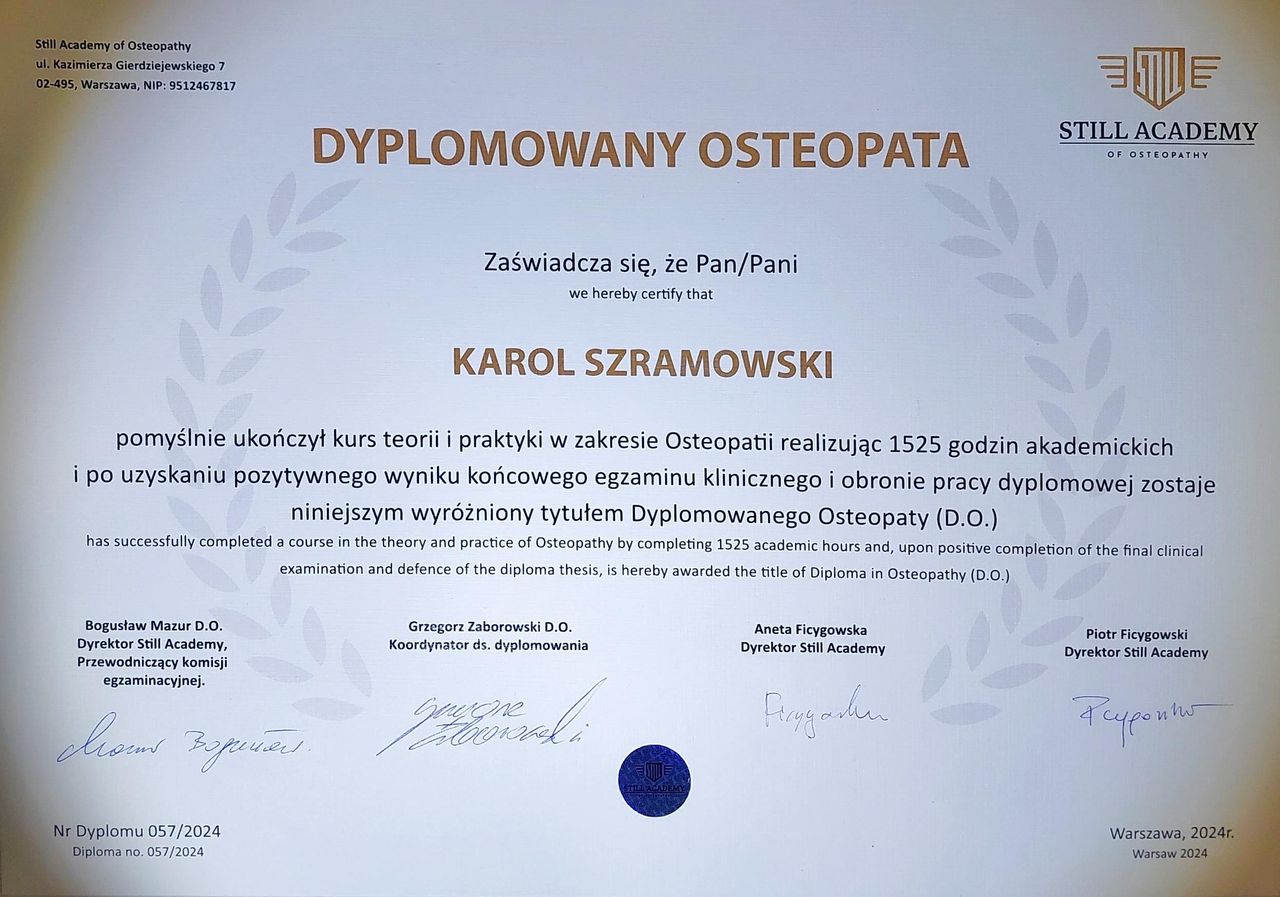 Still Academy of Osteopathy
ul. Kazimierza Gierdziejewskiego 7
02-495, Warszawa, NIP: 9512467817
STILL
STILL ACADEMY
OF OSTEOPATHY
DYPLOMOWANY OSTEOPATA
Zaświadcza się, że Pan/Pani
we hereby certify that
KAROL SZRAMOWSKI
pomyślnie ukończył kurs teorii i praktyki w zakresie Osteopatii realizując 1525 godzin akademickich
i po uzyskaniu pozytywnego wyniku końcowego egzaminu klinicznego i obronie pracy dyplomowej zostaje
niniejszym wyróżniony tytułem Dyplomowanego Osteopaty (D.O.)
has successfully completed a course in the theory and practice of Osteopathy by completing 1525 academic hours and, upon positive completion of the final clinical
examination and defence of the diploma thesis, is hereby awarded the title of Diploma in Osteopathy (D.O.)
Bogusław Mazur D.O.
Dyrektor Still Academy,
Przewodniczący komisji
egzaminacyjnej.
Grzegorz Zaborowski D.O.
Koordynator ds. dyplomowania
Aneta Ficygowska
Dyrektor Still Academy
Piotr Ficygowski
Dyrektor Still Academy
STILL ACADEMY
Nr Dyplomu 057/2024
Diploma no. 057/2024
Warszawa, 2024r.
Warsaw 2024